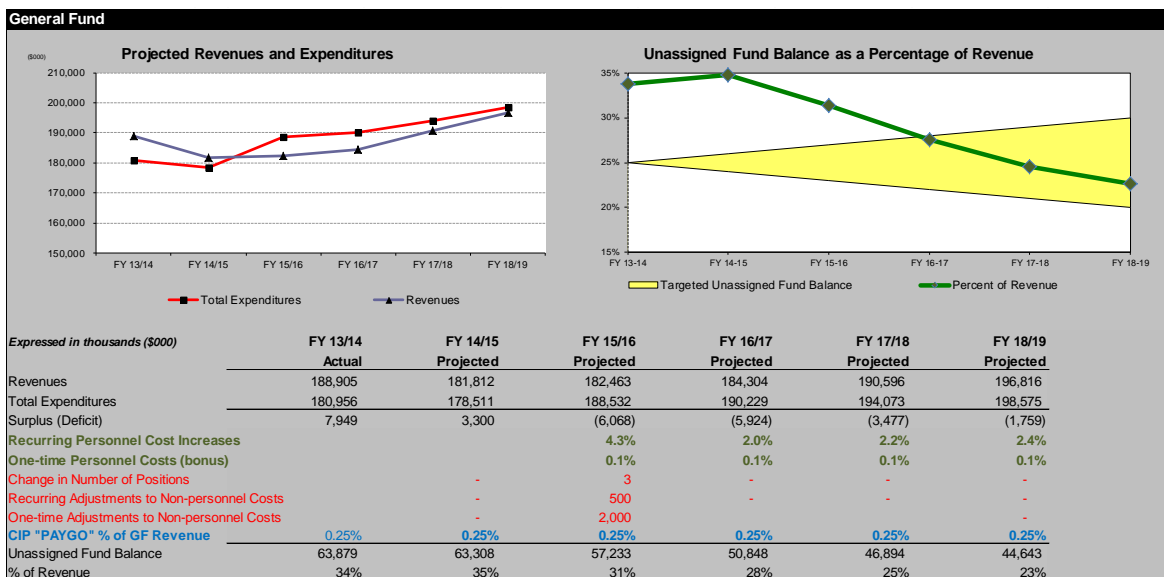 General Fund
($000)
Projected Revenues and Expenditures
210,000
200,000
190,000
180,000
170,000
160,000
150,000
FY 13/14 FY 14/15 FY 15/16 FY 16/17 FY 17/18 FY 18/19
Total Expenditures Revenues
Unassigned Fund Balance as a Percentage of Revenue
35%
30%
25%
20%
15%
FY 13-14 FY 14-15 FY 15-16 FY 16-17 FY 17-18 FY 18-19
Targeted Unassigned Fund Balance Percent of Revenue
Expressed in thousands ($000) FY 13/14 FY 14/15 FY 15/16 FY 16/17 FY 17/18 FY 18/19
Actual Projected Projected Projected Projected Projected
Revenues 188,905 181,812 182,463 184,304 190,596 196,816
Total Expenditures 180,956 178,511 188,532 190,229 194,073 198,575
Surplus (Deficit) 7,949 3,300 (6,068) (5,924) (3,477) (1,759)
Recurring Personnel Cost Increases 4.3% 2.0% 2.2% 2.4%
One-time Personnel Costs (bonus) 0.1% 0.1% 0.1% 0.1%
Change in Number of Positions - 3 - - -
Recurring Adjustments to Non-personnel Costs - 500 - - -
One-time Adjustments to Non-personnel Costs - 2,000 -
CIP "PAYGO" % of GF Revenue 0.25% 0.25% 0.25% 0.25% 0.25% 0.25%
Unassigned Fund Balance 63,879 63,308 57,233 50,848 46,894 44,643
% of Revenue 34% 35% 31% 28% 25% 23%